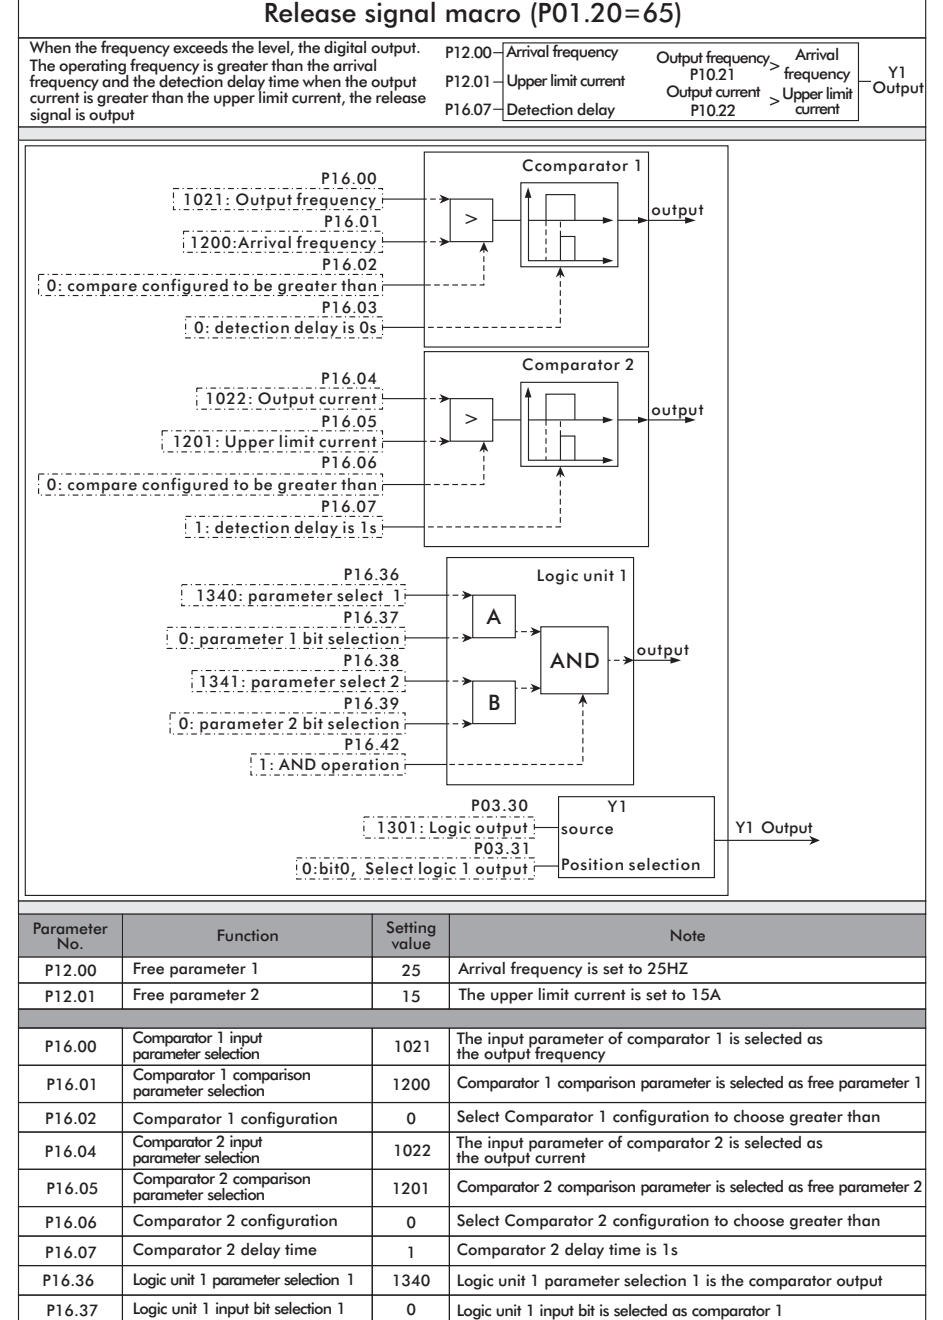 Release signal macro (P01.20=65)
When the frequency exceeds the level, the digital output.
The operating frequency is greater than the arrival
frequency and the detection delay time when the output
current is greater than the upper limit current, the release
signal is output
P12.00 Arrival frequency
P12.01 Upper limit current
P16.07 Detection delay
Output frequency > Arrival
P10.21 frequency
Output current > Upper limit
P10.22 current
Y1
Output
Ccomparator 1
P16.00
1021: Output frequency
P16.01
1200:Arrival frequency
P16.02
0: compare configured to be greater than
P16.03
0: detection delay is 0s
>
output
Comparator 2
P16.04
1022: Output current
P16.05
1201: Upper limit current
P16.06
0: compare configured to be greater than
P16.07
1: detection delay is 1s
>
output
Logic unit 1
P16.36
1340: parameter select 1
P16.37
0: parameter 1 bit selection
P16.38
1341: parameter select 2
P16.39
0: parameter 2 bit selection
P16.42
1: AND operation
A
B
AND
output
P03.30
1301: Logic output
P03.31
0:bit0, Select logic 1 output
Y1
source
Position selection
Y1 Output
Parameter No. Function Setting value Note
P12.00 Free parameter 1 25 Arrival frequency is set to 25HZ
P12.01 Free parameter 2 15 The upper limit current is set to 15A
P16.00 Comparator 1 input parameter selection 1021 The input parameter of comparator 1 is selected as the output frequency
P16.01 Comparator 1 comparison parameter selection 1200 Comparator 1 comparison parameter is selected as free parameter 1
P16.02 Comparator 1 configuration 0 Select Comparator 1 configuration to choose greater than
P16.04 Comparator 2 input parameter selection 1022 The input parameter of comparator 2 is selected as the output current
P16.05 Comparator 2 comparison parameter selection 1201 Comparator 2 comparison parameter is selected as free parameter 2
P16.06 Comparator 2 configuration 0 Select Comparator 2 configuration to choose greater than
P16.07 Comparator 2 delay time 1 Comparator 2 delay time is 1s
P16.36 Logic unit 1 parameter selection 1 1340 Logic unit 1 parameter selection 1 is the comparator output
P16.37 Logic unit 1 input bit selection 1 0 Logic unit 1 input bit is selected as comparator 1